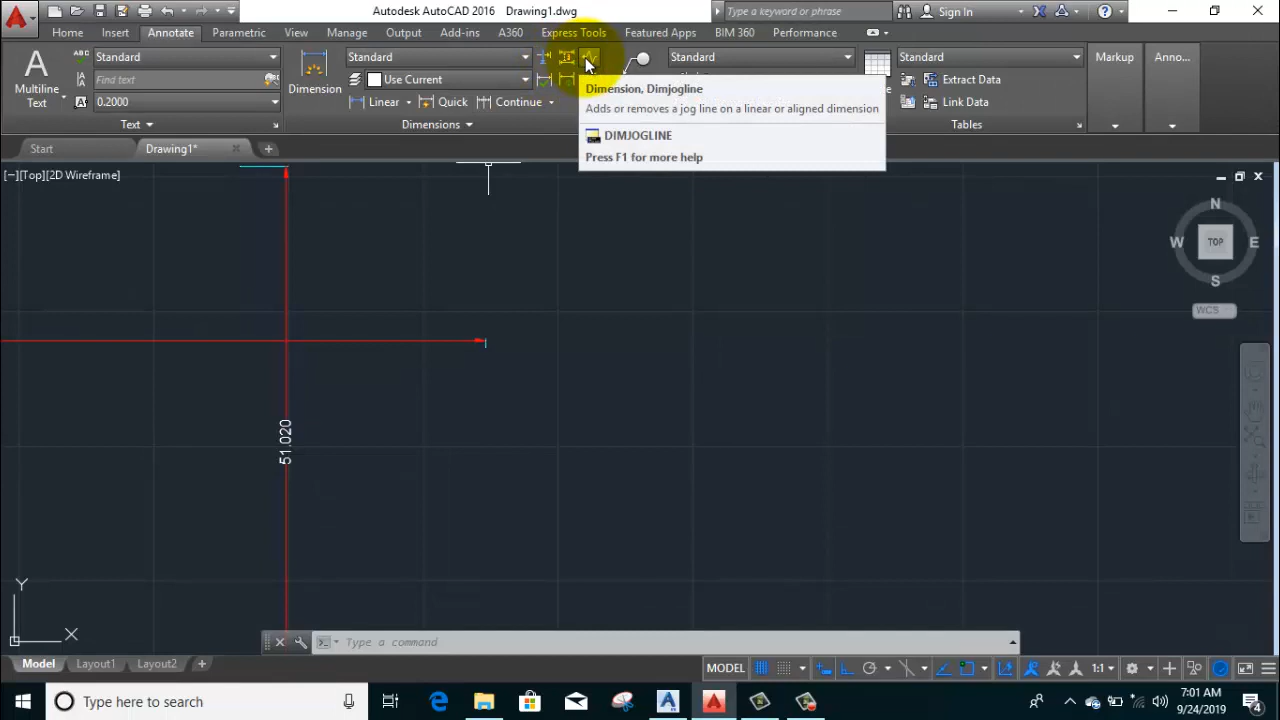 Autodesk AutoCAD 2016 Drawing1.dwg
Type a keyword or phrase
Sign In
Home Insert Annotate Parametric View Manage Output Add-ins A360 Express Tools Featured Apps BIM 360 Performance
A
Multiline
Text
ABC
Standard
Find text
0.2000
Text
Dimension
Standard
Use Current
Linear Quick Continue
Dimensions
Standard
Standard
Extract Data
Link Data
Tables
Markup
Anno...
Dimension, Dimjogline
Adds or removes a jog line on a linear or aligned dimension
DIMJOGLINE
Press F1 for more help
Start Drawing1*
[−][Top][2D Wireframe]
N
W TOP E
S
WCS
51.020
Y
X
Type a command
Model Layout1 Layout2
MODEL
1:1
Type here to search
7:01 AM
9/24/2019
4